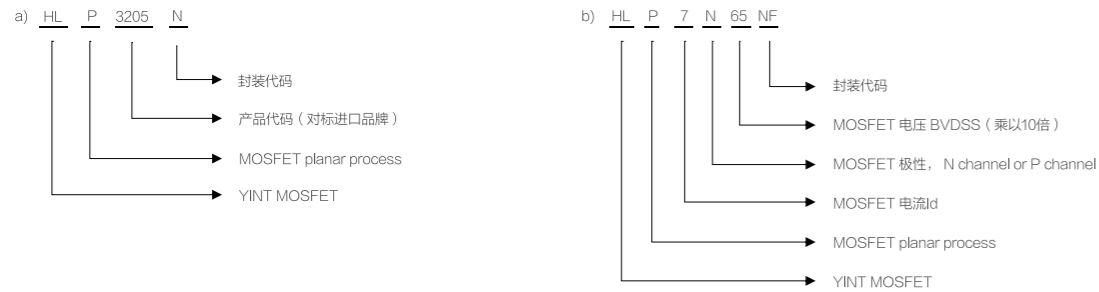 a) HL P 3205 N
封装代码
产品代码（对标进口品牌）
MOSFET planar process
YINT MOSFET
b) HL P 7 N 65 NF
封装代码
MOSFET 电压 BVDSS（乘以10倍）
MOSFET 极性， N channel or P channel
MOSFET 电流Id
MOSFET planar process
YINT MOSFET